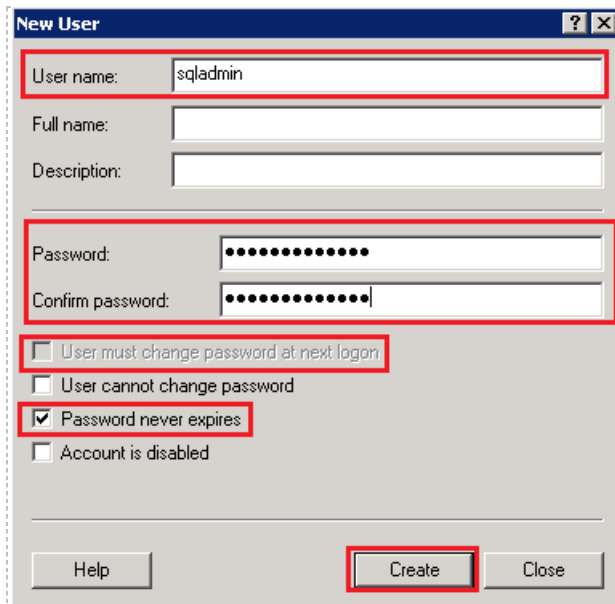 New User
User name: sqladmin
Full name:
Description:
Password: •••••••••••••
Confirm password: •••••••••••••
User must change password at next logon
User cannot change password
Password never expires
Account is disabled
Help Create Close